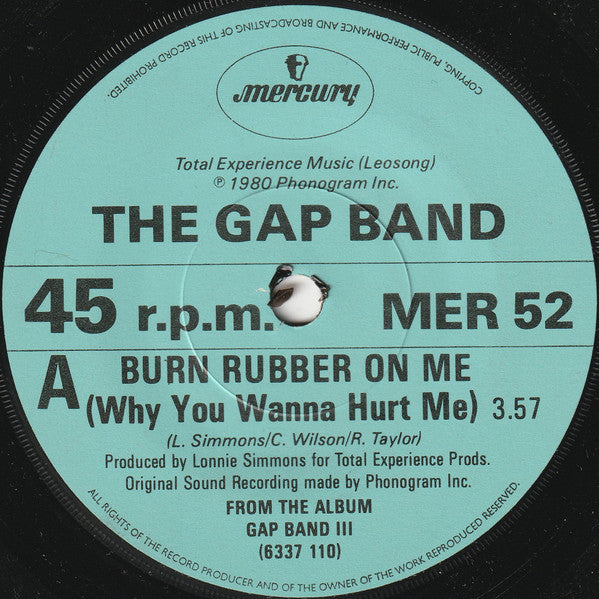 COPYING, PUBLIC PERFORMANCE AND BROADCASTING OF THIS RECORD PROHIBITED.
mercury
Total Experience Music (Leosong)
℗ 1980 Phonogram Inc.
THE GAP BAND
45 r.p.m. MER 52
A
BURN RUBBER ON ME
(Why You Wanna Hurt Me) 3.57
(L. Simmons/C. Wilson/R. Taylor)
Produced by Lonnie Simmons for Total Experience Prods.
Original Sound Recording made by Phonogram Inc.
FROM THE ALBUM
GAP BAND III
(6337 110)
ALL RIGHTS OF THE RECORD PRODUCER AND OF THE OWNER OF THE WORK REPRODUCED RESERVED.